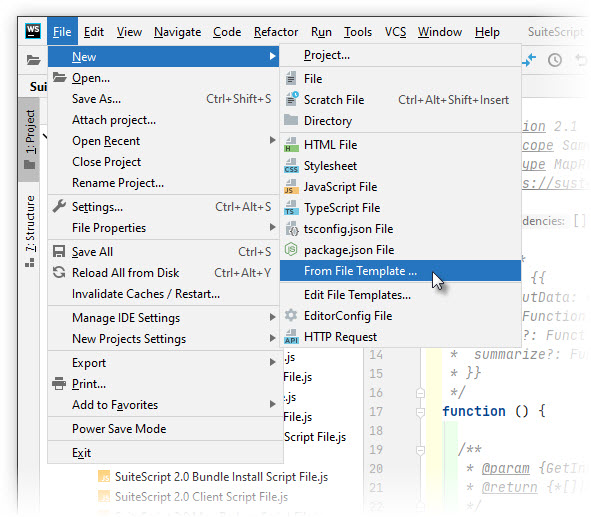 WS File Edit View Navigate Code Refactor Run Tools VCS Window Help SuiteScript
New
Open...
Save As... Ctrl+Shift+S
Attach project...
Open Recent
Close Project
Rename Project...
Settings... Ctrl+Alt+S
File Properties
Save All Ctrl+S
Reload All from Disk Ctrl+Alt+Y
Invalidate Caches / Restart...
Manage IDE Settings
New Projects Settings
Export
Print...
Add to Favorites
Power Save Mode
Exit
Project...
File
Scratch File Ctrl+Alt+Shift+Insert
Directory
HTML File
Stylesheet
JavaScript File
TypeScript File
tsconfig.json File
package.json File
From File Template ...
Edit File Templates...
EditorConfig File
HTTP Request
Sui
1: Project
7: Structure
.js
File.js
.js
File.js
Script File.js
SuiteScript 2.0 Bundle Install Script File.js
SuiteScript 2.0 Client Script File.js
ion 2.1
cope Sam
ype MapR
s://syst
dencies: []
*
{{
utData:
Function
?: Funct
14 * summarize?: Fu
15 * }}
16 */
17 function () {
18
19 /**
20 * @param {GetIn
21 * @return {*[]|
22 */